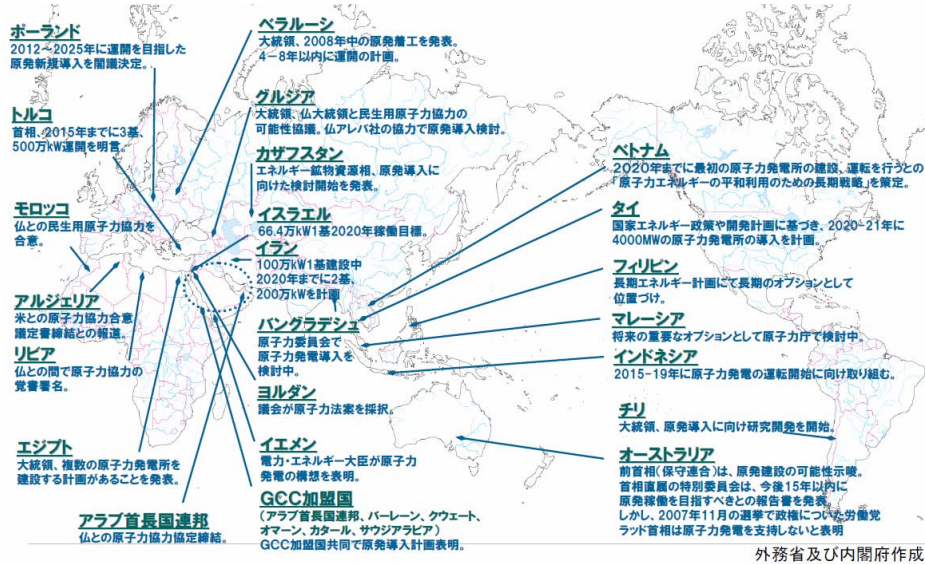 ポーランド
2012～2025年に運開を目指した
原発新規導入を閣議決定。
トルコ
首相、2015年までに3基、
500万kW運開を明言。
モロッコ
仏との民生用原子力協力を
合意。
アルジェリア
米との原子力協力合意
議定書締結との報道。
リビア
仏との間で原子力協力の
覚書署名。
エジプト
大統領、複数の原子力発電所を
建設する計画があることを発表。
アラブ首長国連邦
仏との原子力協力協定締結。
ベラルーシ
大統領、2008年中の原発着工を発表。
4－8年以内に運開の計画。
グルジア
大統領、仏大統領と民生用原子力協力の
可能性協議。仏アレバ社の協力で原発導入検討。
カザフスタン
エネルギー鉱物資源相、原発導入に
向けた検討開始を発表。
イスラエル
66.4万kW1基2020年稼働目標。
イラン
100万kW1基建設中
2020年までに2基、
200万kWを計画
バングラデシュ
原子力委員会で
原子力発電導入を
検討中。
ヨルダン
議会が原子力法案を採択。
イエメン
電力・エネルギー大臣が原子力
発電の構想を表明。
GCC加盟国
（アラブ首長国連邦、バーレーン、クウェート、
オマーン、カタール、サウジアラビア）
GCC加盟国共同で原発導入計画表明。
ベトナム
2020年までに最初の原子力発電所の建設、運転を行うとの
「原子力エネルギーの平和利用のための長期戦略」を策定。
タイ
国家エネルギー政策や開発計画に基づき、2020-21年に
4000MWの原子力発電所の導入を計画。
フィリピン
長期エネルギー計画にて長期のオプションとして
位置づけ。
マレーシア
将来の重要なオプションとして原子力庁で検討中。
インドネシア
2015-19年に原子力発電の運転開始に向け取り組む。
チリ
大統領、原発導入に向け研究開発を開始。
オーストラリア
前首相（保守連合）は、原発建設の可能性示唆。
首相直属の特別委員会は、今後15年以内に
原発稼働を目指すべきとの報告書を発表。
しかし、2007年11月の選挙で政権についた労働党
ラッド首相は原子力発電を支持しないと表明
外務省及び内閣府作成